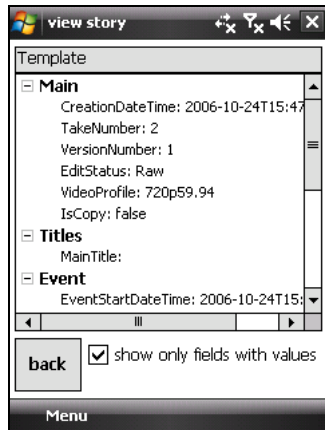 view story
Template
Main
CreationDateTime: 2006-10-24T15:47
TakeNumber: 2
VersionNumber: 1
EditStatus: Raw
VideoProfile: 720p59.94
IsCopy: false
Titles
MainTitle:
Event
EventStartDateTime: 2006-10-24T15:
back
show only fields with values
Menu